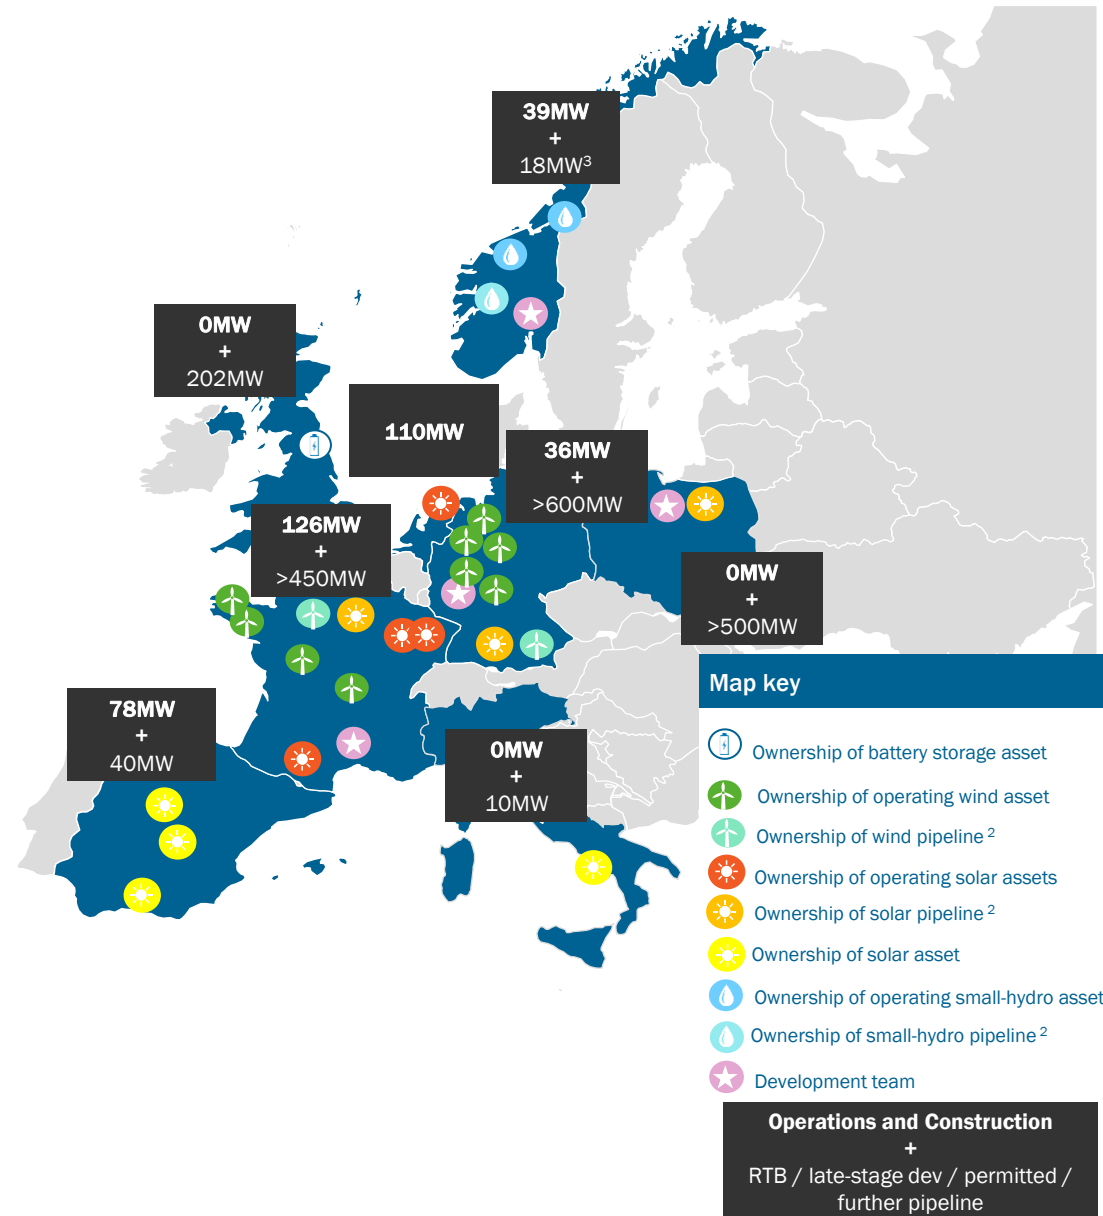 39MW
+
18MW³
0MW
+
202MW
110MW
36MW
+
>600MW
126MW
+
>450MW
0MW
+
>500MW
78MW
+
40MW
0MW
+
10MW
Map key
Ownership of battery storage asset
Ownership of operating wind asset
Ownership of wind pipeline ²
Ownership of operating solar assets
Ownership of solar pipeline ²
Ownership of solar asset
Ownership of operating small-hydro asset
Ownership of small-hydro pipeline ²
Development team
Operations and Construction
+
RTB / late-stage dev / permitted /
further pipeline